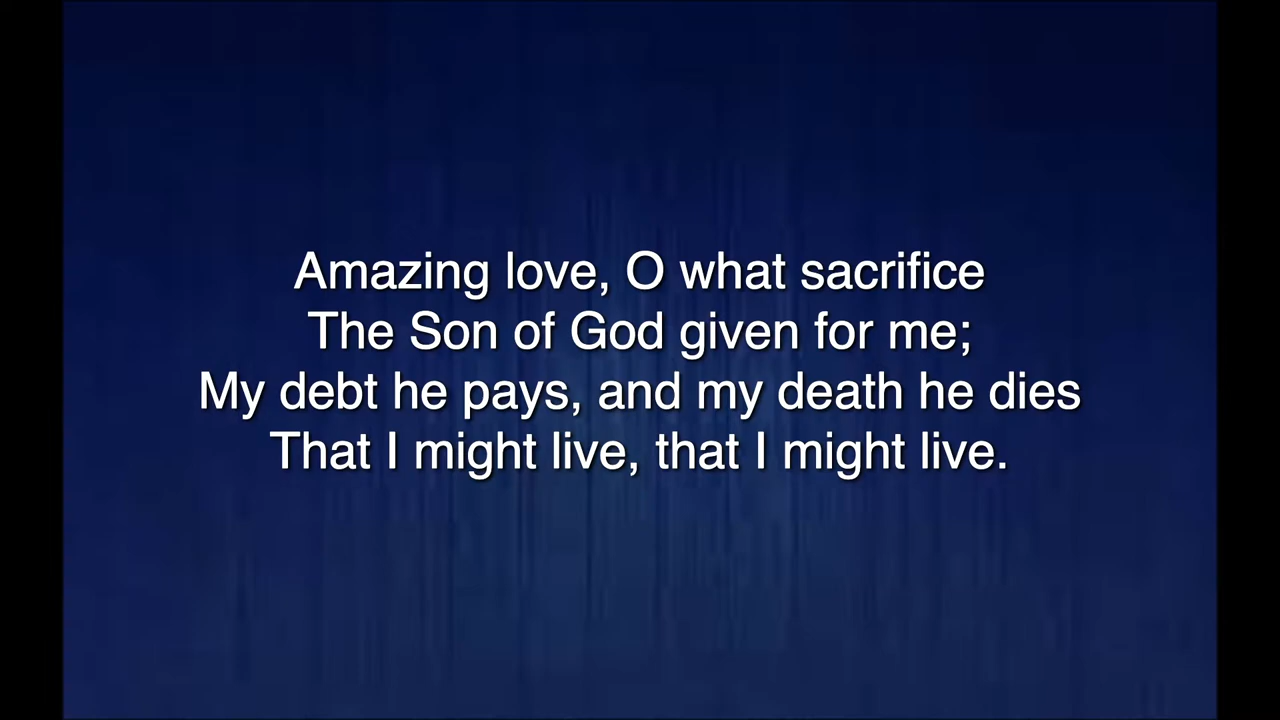 Amazing love, O what sacrifice
The Son of God given for me;
My debt he pays, and my death he dies
That I might live, that I might live.